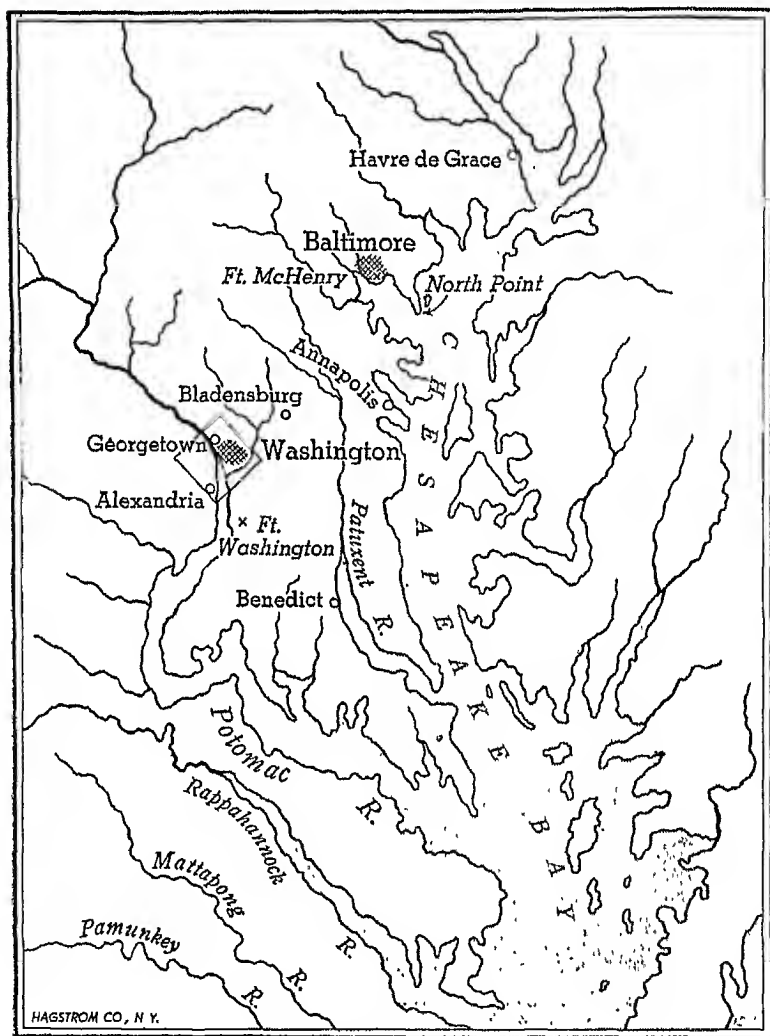 Havre de Grace
Baltimore
Ft. McHenry
North Point
Annapolis
Bladensburg
Georgetown
Washington
Alexandria
Ft.
Washington
Patuxent R.
Benedict
CHESAPEAKE BAY
Potomac R.
Rappahannock R.
Mattapong R.
Pamunkey R.
HAGSTROM CO., N Y.